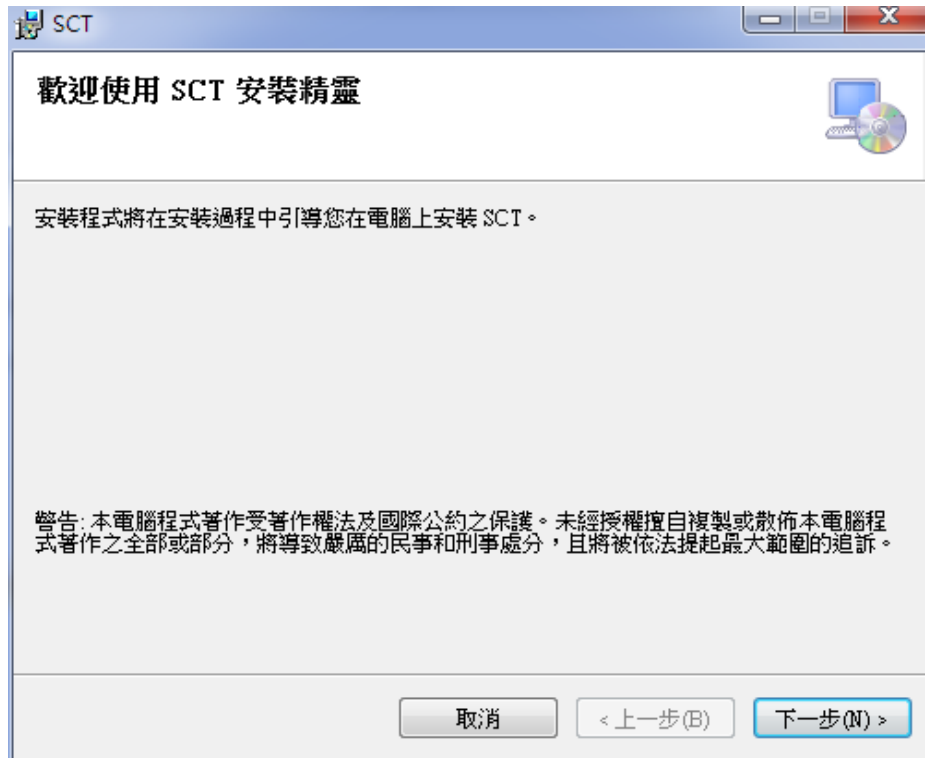 SCT
歡迎使用 SCT 安裝精靈
安裝程式將在安裝過程中引導您在電腦上安裝 SCT。
警告: 本電腦程式著作受著作權法及國際公約之保護。未經授權擅自複製或散佈本電腦程
式著作之全部或部分，將導致嚴厲的民事和刑事處分，且將被依法提起最大範圍的追訴。
取消
<上一步(B)
下一步(N) >